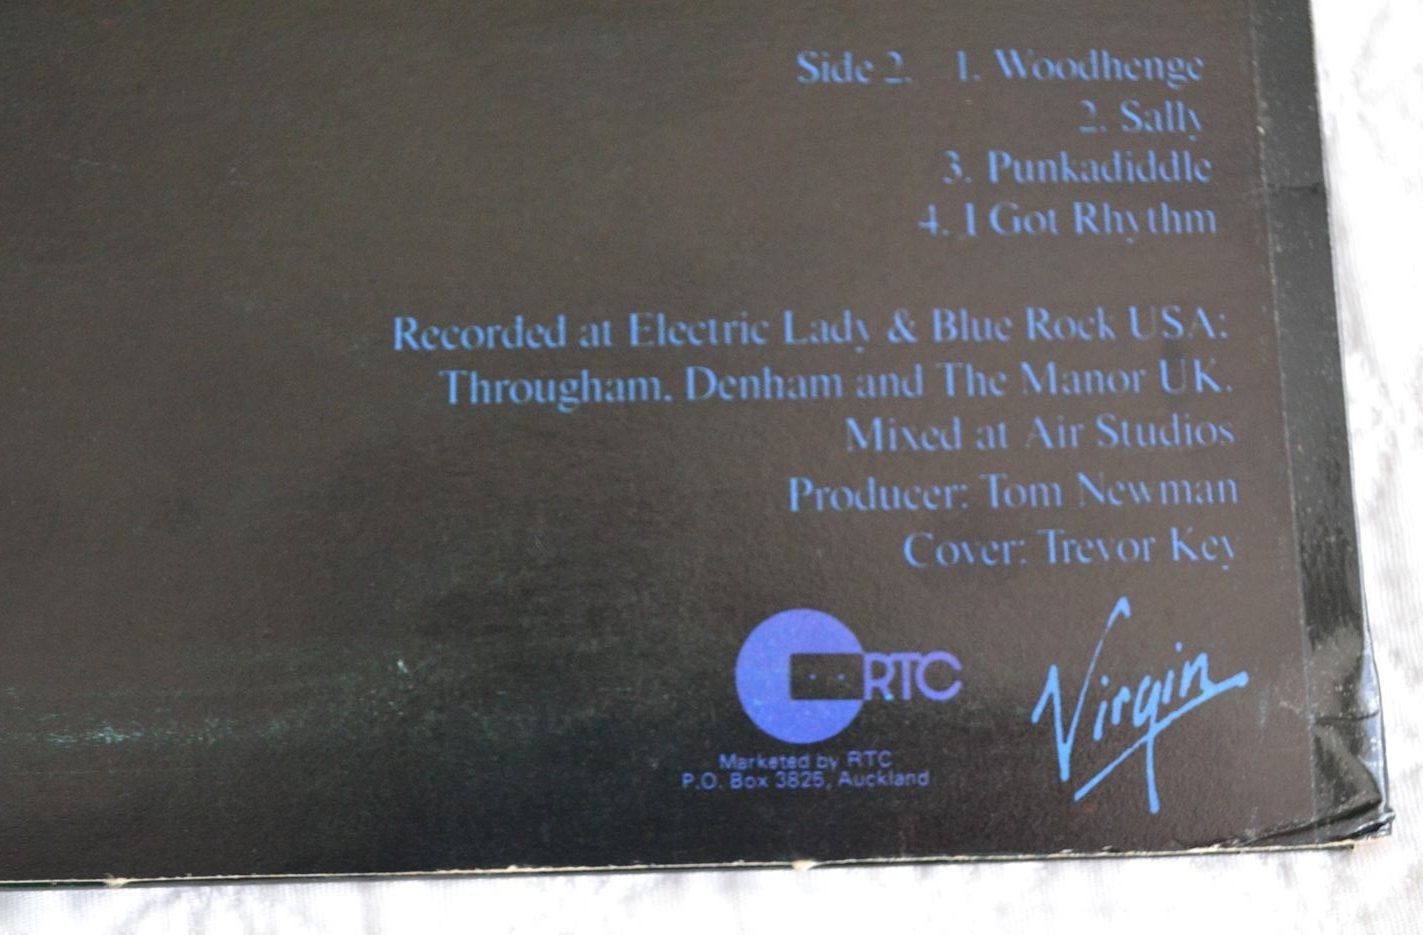 Side 2. 1. Woodhenge
2. Sally
3. Punkadiddle
4. I Got Rhythm
Recorded at Electric Lady & Blue Rock USA:
Througham, Denham and The Manor UK.
Mixed at Air Studios
Producer: Tom Newman
Cover: Trevor Key
RTC
Marketed by RTC
P.O. Box 3825, Auckland
Virgin